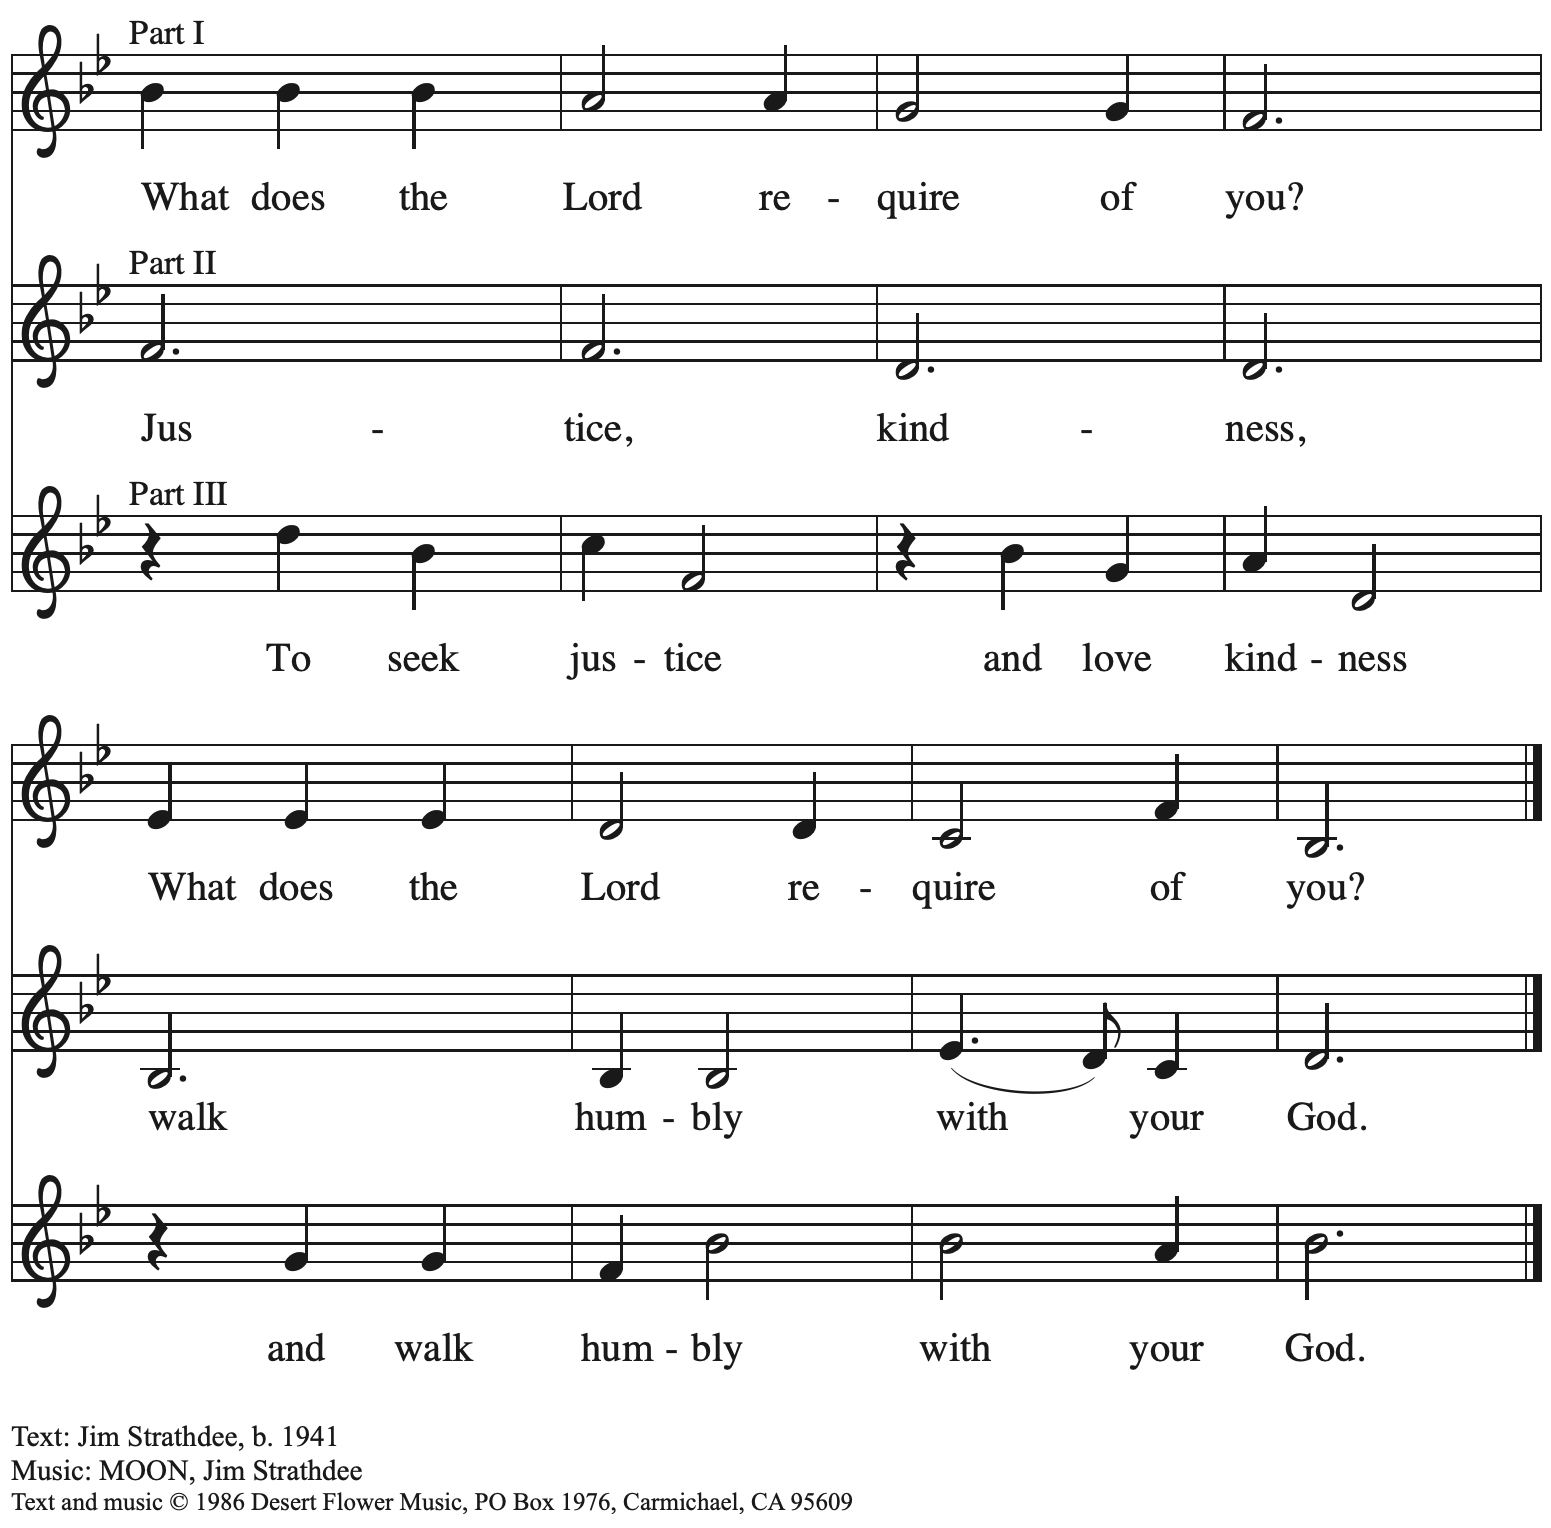 Part I
What does the Lord re - quire of you?
Part II
Jus - tice, kind - ness,
Part III
To seek jus - tice and love kind - ness
What does the Lord re - quire of you?
walk hum - bly with your God.
and walk hum - bly with your God.
Text: Jim Strathdee, b. 1941
Music: MOON, Jim Strathdee
Text and music © 1986 Desert Flower Music, PO Box 1976, Carmichael, CA 95609